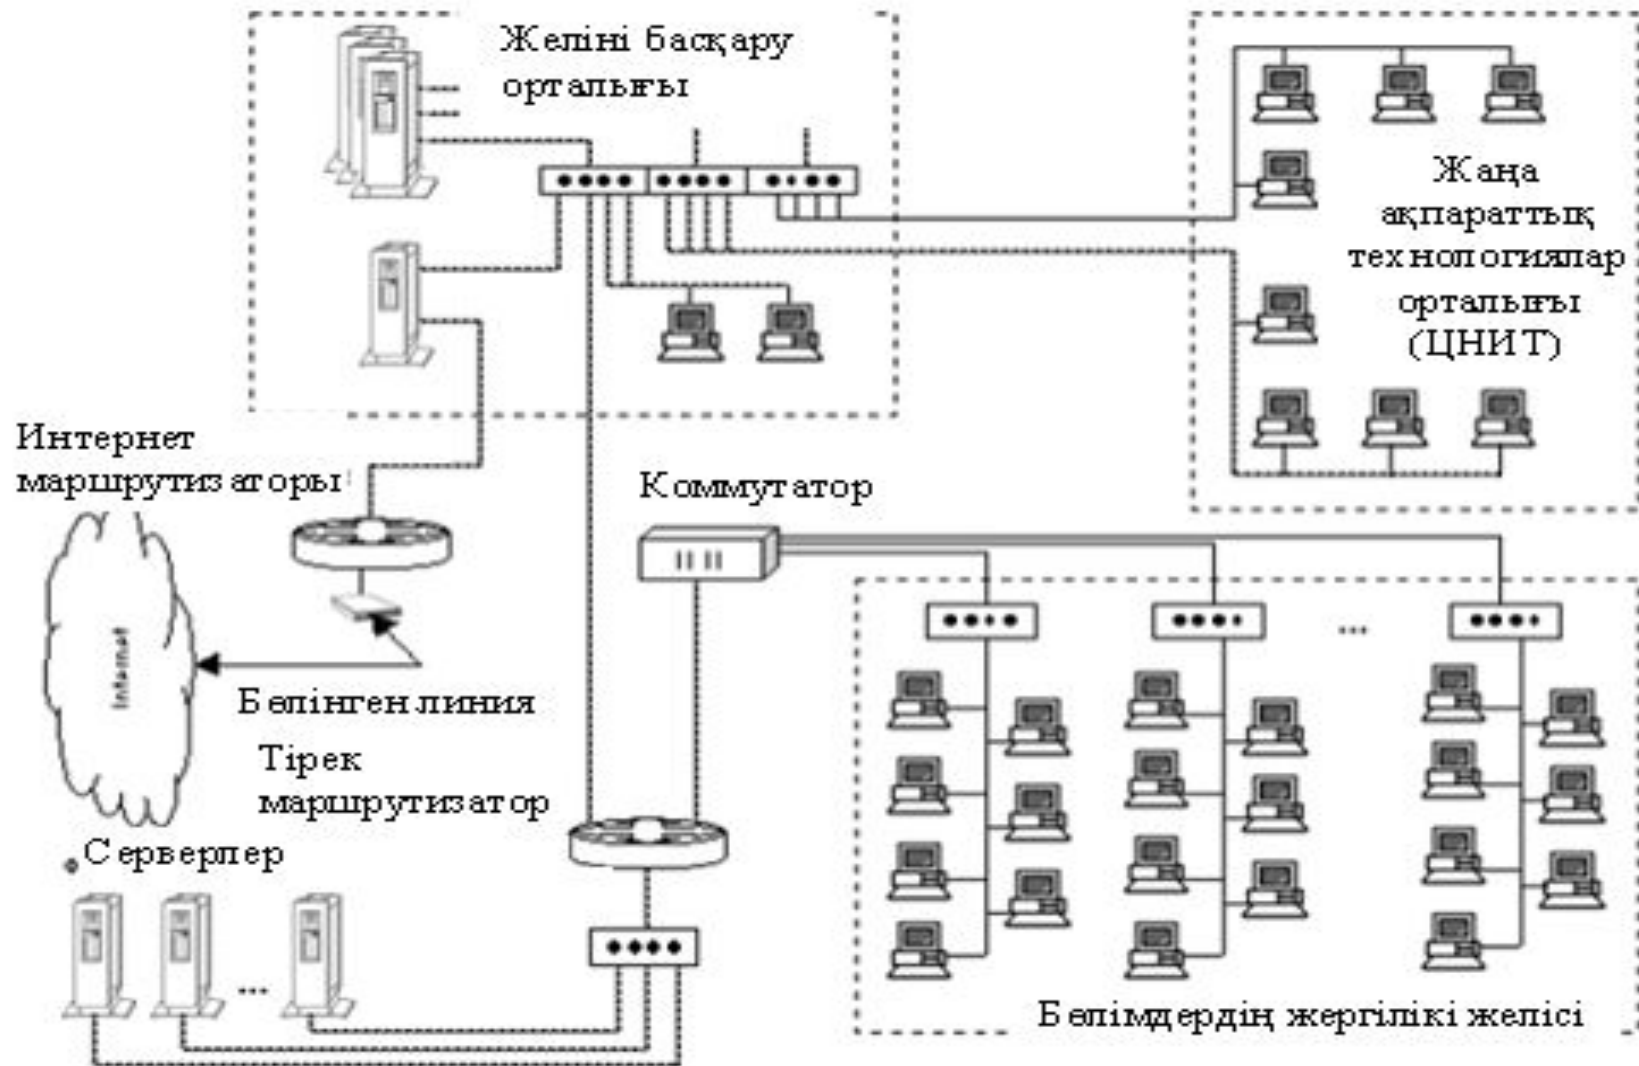 Желіні басқару
орталығы
Жаңа
ақпараттық
технологиялар
орталығы
(ЦНИТ)
Интернет
маршрутизаторы
Коммутатор
Internet
...
Бөлінген линия
Тірек
маршрутизатор
Серверлер
...
Бөлімдердің жергілікі желісі